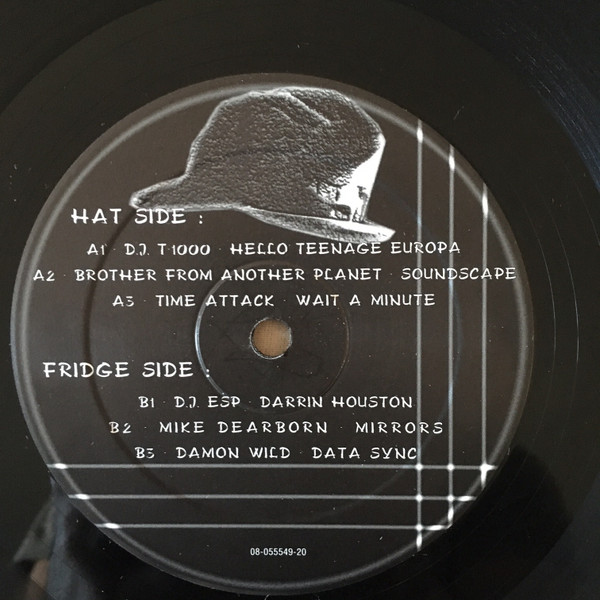 HAT SIDE :
A1 · D.J. T-1000 · HELLO TEENAGE EUROPA
A2 · BROTHER FROM ANOTHER PLANET · SOUNDSCAPE
A3 · TIME ATTACK · WAIT A MINUTE
FRIDGE SIDE :
B1 · D.J. ESP · DARRIN HOUSTON
B2 · MIKE DEARBORN · MIRRORS
B3 · DAMON WILD · DATA SYNC
08-055549-20